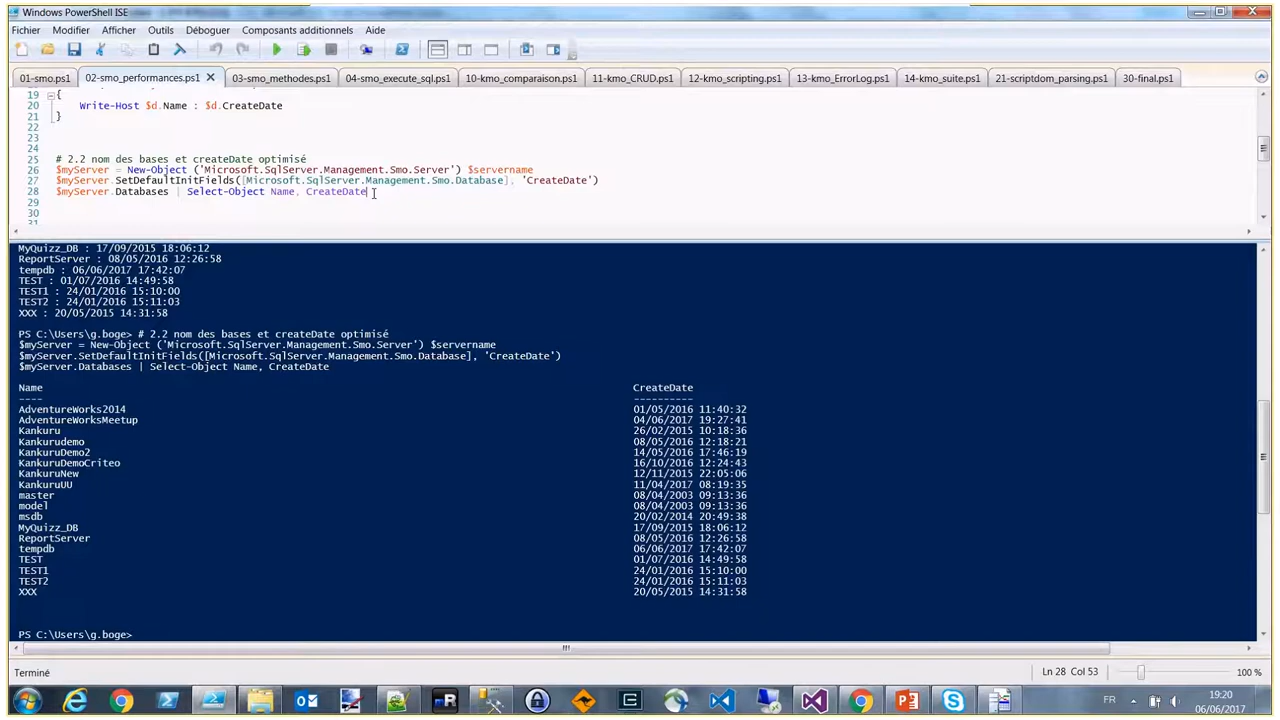 Windows PowerShell ISE
Fichier Modifier Afficher Outils Déboguer Composants additionnels Aide
01-smo.ps1 02-smo_performances.ps1 03-smo_methodes.ps1 04-smo_execute_sql.ps1 10-kmo_comparaison.ps1 11-kmo_CRUD.ps1 12-kmo_scripting.ps1 13-kmo_ErrorLog.ps1 14-kmo_suite.ps1 21-scriptdom_parsing.ps1 30-final.ps1
19 {
20 Write-Host $d.Name : $d.CreateDate
21 }
22
23
24
25 # 2.2 nom des bases et createDate optimisé
26 $myServer = New-Object ('Microsoft.SqlServer.Management.Smo.Server') $servername
27 $myServer.SetDefaultInitFields([Microsoft.SqlServer.Management.Smo.Database], 'CreateDate')
28 $myServer.Databases | Select-Object Name, CreateDate
29
30
31
MyQuizz_DB : 17/09/2015 18:06:12
ReportServer : 08/05/2016 12:26:58
tempdb : 06/06/2017 17:42:07
TEST : 01/07/2016 14:49:58
TEST1 : 24/01/2016 15:10:00
TEST2 : 24/01/2016 15:11:03
XXX : 20/05/2015 14:31:58
PS C:\Users\g.boge> # 2.2 nom des bases et createDate optimisé
$myServer = New-Object ('Microsoft.SqlServer.Management.Smo.Server') $servername
$myServer.SetDefaultInitFields([Microsoft.SqlServer.Management.Smo.Database], 'CreateDate')
$myServer.Databases | Select-Object Name, CreateDate
Name CreateDate
---- ----------
AdventureWorks2014 01/05/2016 11:40:32
AdventureWorksMeetup 04/06/2017 19:27:41
Kankuru 26/02/2015 10:18:36
Kankurudemo 08/05/2016 12:18:21
KankuruDemo2 14/05/2016 17:46:19
KankuruDemoCriteo 16/10/2016 12:24:43
KankuruNew 12/11/2015 22:05:06
KankuruUU 11/04/2017 08:19:35
master 08/04/2003 09:13:36
model 08/04/2003 09:13:36
msdb 20/02/2014 20:49:38
MyQuizz_DB 17/09/2015 18:06:12
ReportServer 08/05/2016 12:26:58
tempdb 06/06/2017 17:42:07
TEST 01/07/2016 14:49:58
TEST1 24/01/2016 15:10:00
TEST2 24/01/2016 15:11:03
XXX 20/05/2015 14:31:58
PS C:\Users\g.boge>
Terminé Ln 28 Col 53 100 %
FR 19:20
06/06/2017